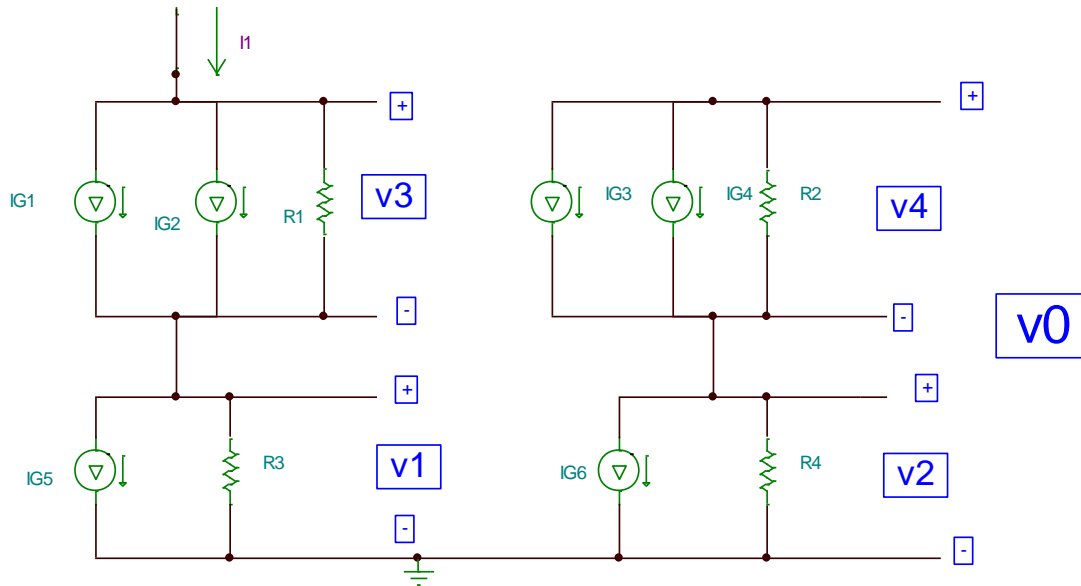 I1
+
+
IG1
IG2
R1
v3
IG3
IG4
R2
v4
-
-
v0
+
+
IG5
R3
v1
IG6
R4
v2
-
-